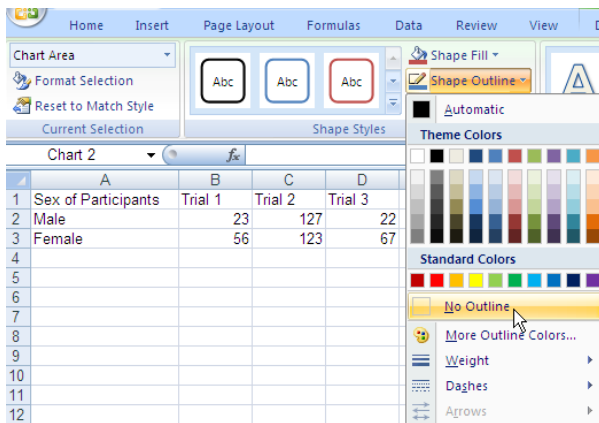 Home Insert Page Layout Formulas Data Review View
Chart Area
Format Selection
Reset to Match Style
Current Selection
Abc Abc Abc
Shape Styles
Shape Fill
Shape Outline
A
Automatic
Theme Colors
Standard Colors
No Outline
More Outline Colors...
Weight
Dashes
Arrows
Chart 2 fx
A B C D
1 Sex of Participants Trial 1 Trial 2 Trial 3
2 Male 23 127 22
3 Female 56 123 67
4
5
6
7
8
9
10
11
12